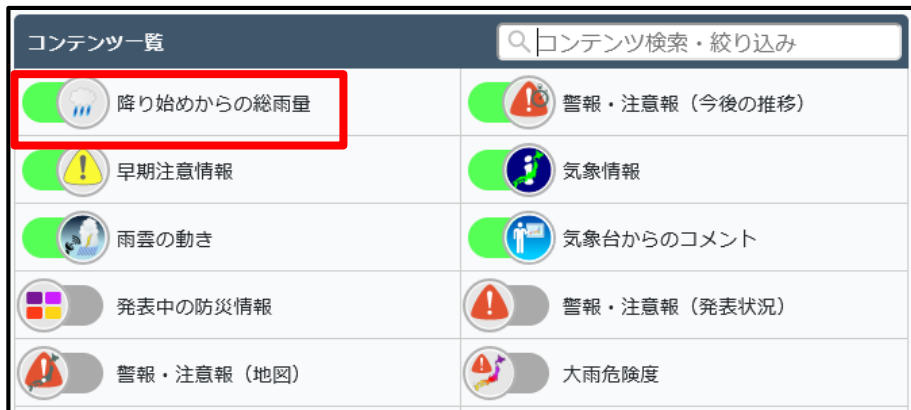 コンテンツ一覧
コンテンツ検索・絞り込み
降り始めからの総雨量
警報・注意報（今後の推移）
早期注意情報
気象情報
雨雲の動き
気象台からのコメント
発表中の防災情報
警報・注意報（発表状況）
警報・注意報（地図）
大雨危険度